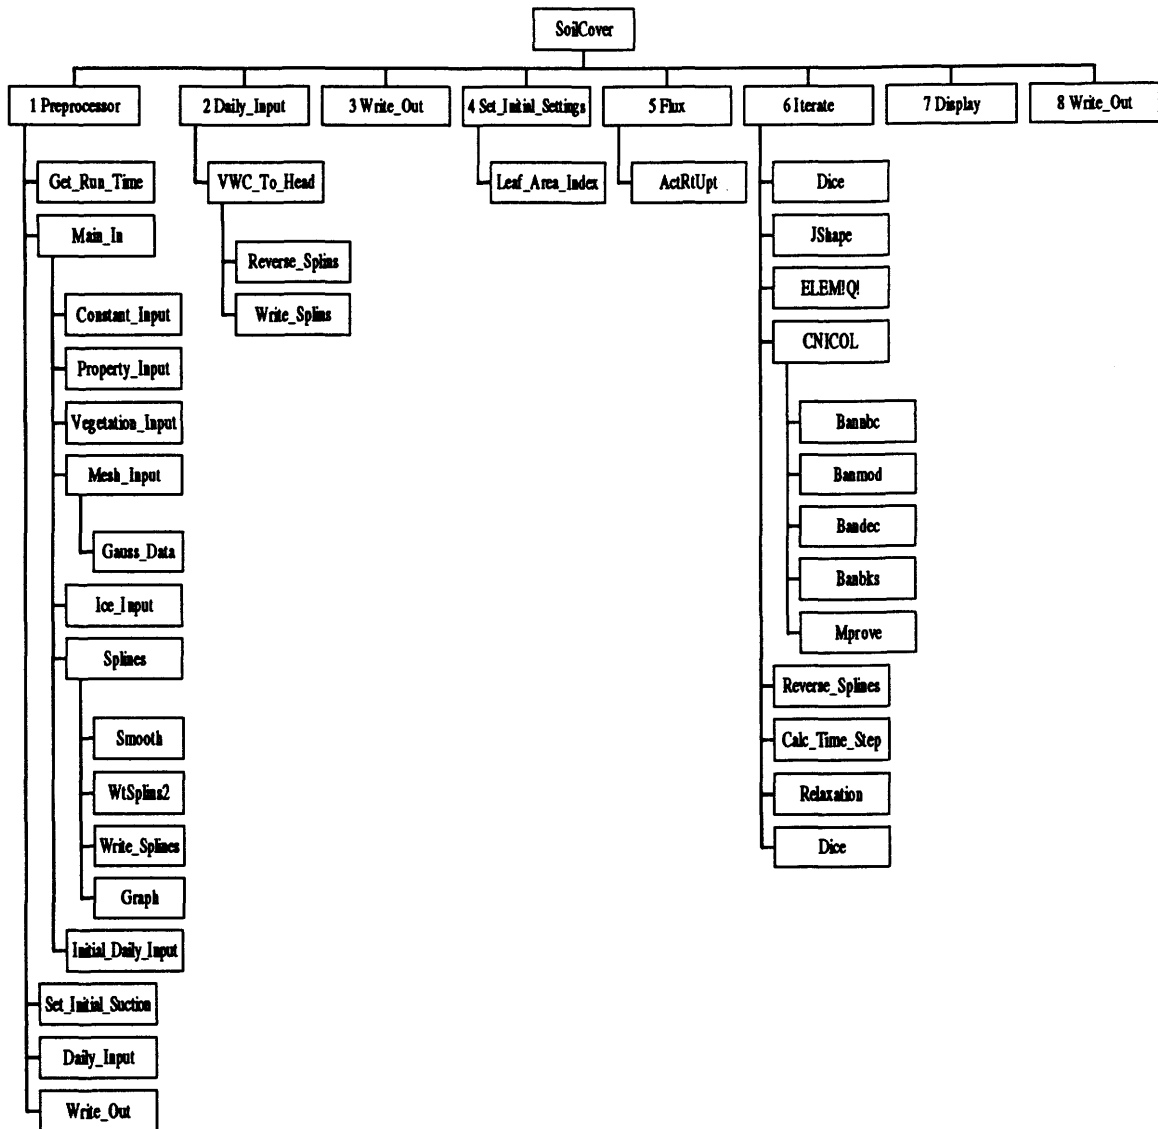 SoilCover
1 Preprocessor
2 Daily_Input
3 Write_Out
4 Set_Initial_Settings
5 Flux
6 Iterate
7 Display
8 Write_Out
Get_Run_Time
Main_In
Constant_Input
Property_Input
Vegetation_Input
Mesh_Input
Gauss_Data
Ice_Input
Splines
Smooth
WtSplins2
Write_Splines
Graph
Initial_Daily_Input
Set_Initial_Suction
Daily_Input
Write_Out
VWC_To_Head
Reverse_Splins
Write_Splins
Leaf_Area_Index
ActRtUpt
Dice
JShape
ELEM!Q!
CNICOL
Bannbc
Banmod
Bandec
Banbks
Mprove
Reverse_Splines
Calc_Time_Step
Relaxation
Dice